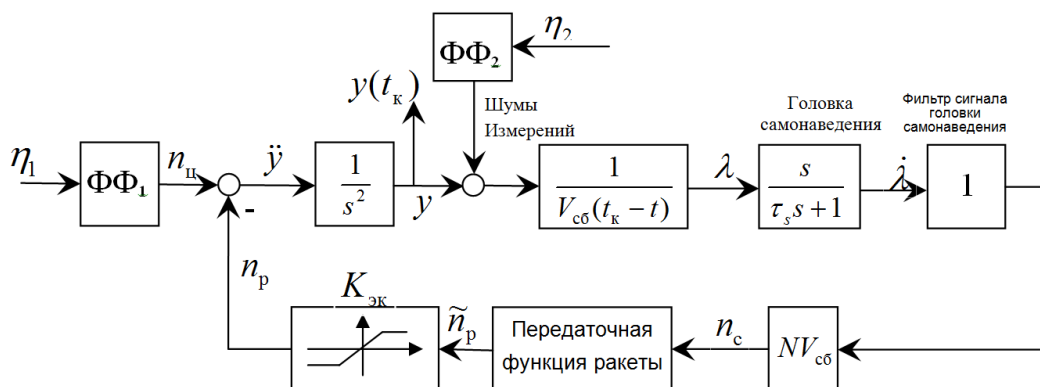 η₂
ФФ₂
y(tк)
Шумы
Измерений
Головка
самонаведения
Фильтр сигнала
головки
самонаведения
η₁
ФФ₁
nц
ÿ
1
s²
y
1
Vсб(tк − t)
λ
s
τₛs + 1
λ̇
1
-
nр
Kэк
ñр
Передаточная
функция ракеты
nс
NVсб